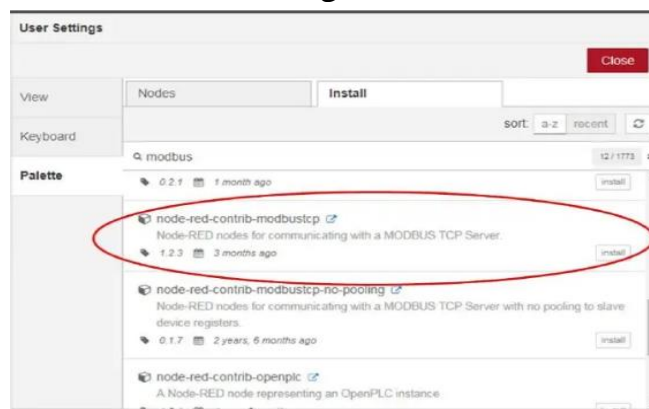 User Settings
Close
View
Nodes
Install
sort: a-z recent
Keyboard
modbus
12 / 1773
Palette
0.2.1 1 month ago
install
node-red-contrib-modbustcp
Node-RED nodes for communicating with a MODBUS TCP Server.
1.2.3 3 months ago
install
node-red-contrib-modbustcp-no-pooling
Node-RED nodes for communicating with a MODBUS TCP Server with no pooling to slave
device registers.
0.1.7 2 years, 6 months ago
install
node-red-contrib-openplc
A Node-RED node representing an OpenPLC instance